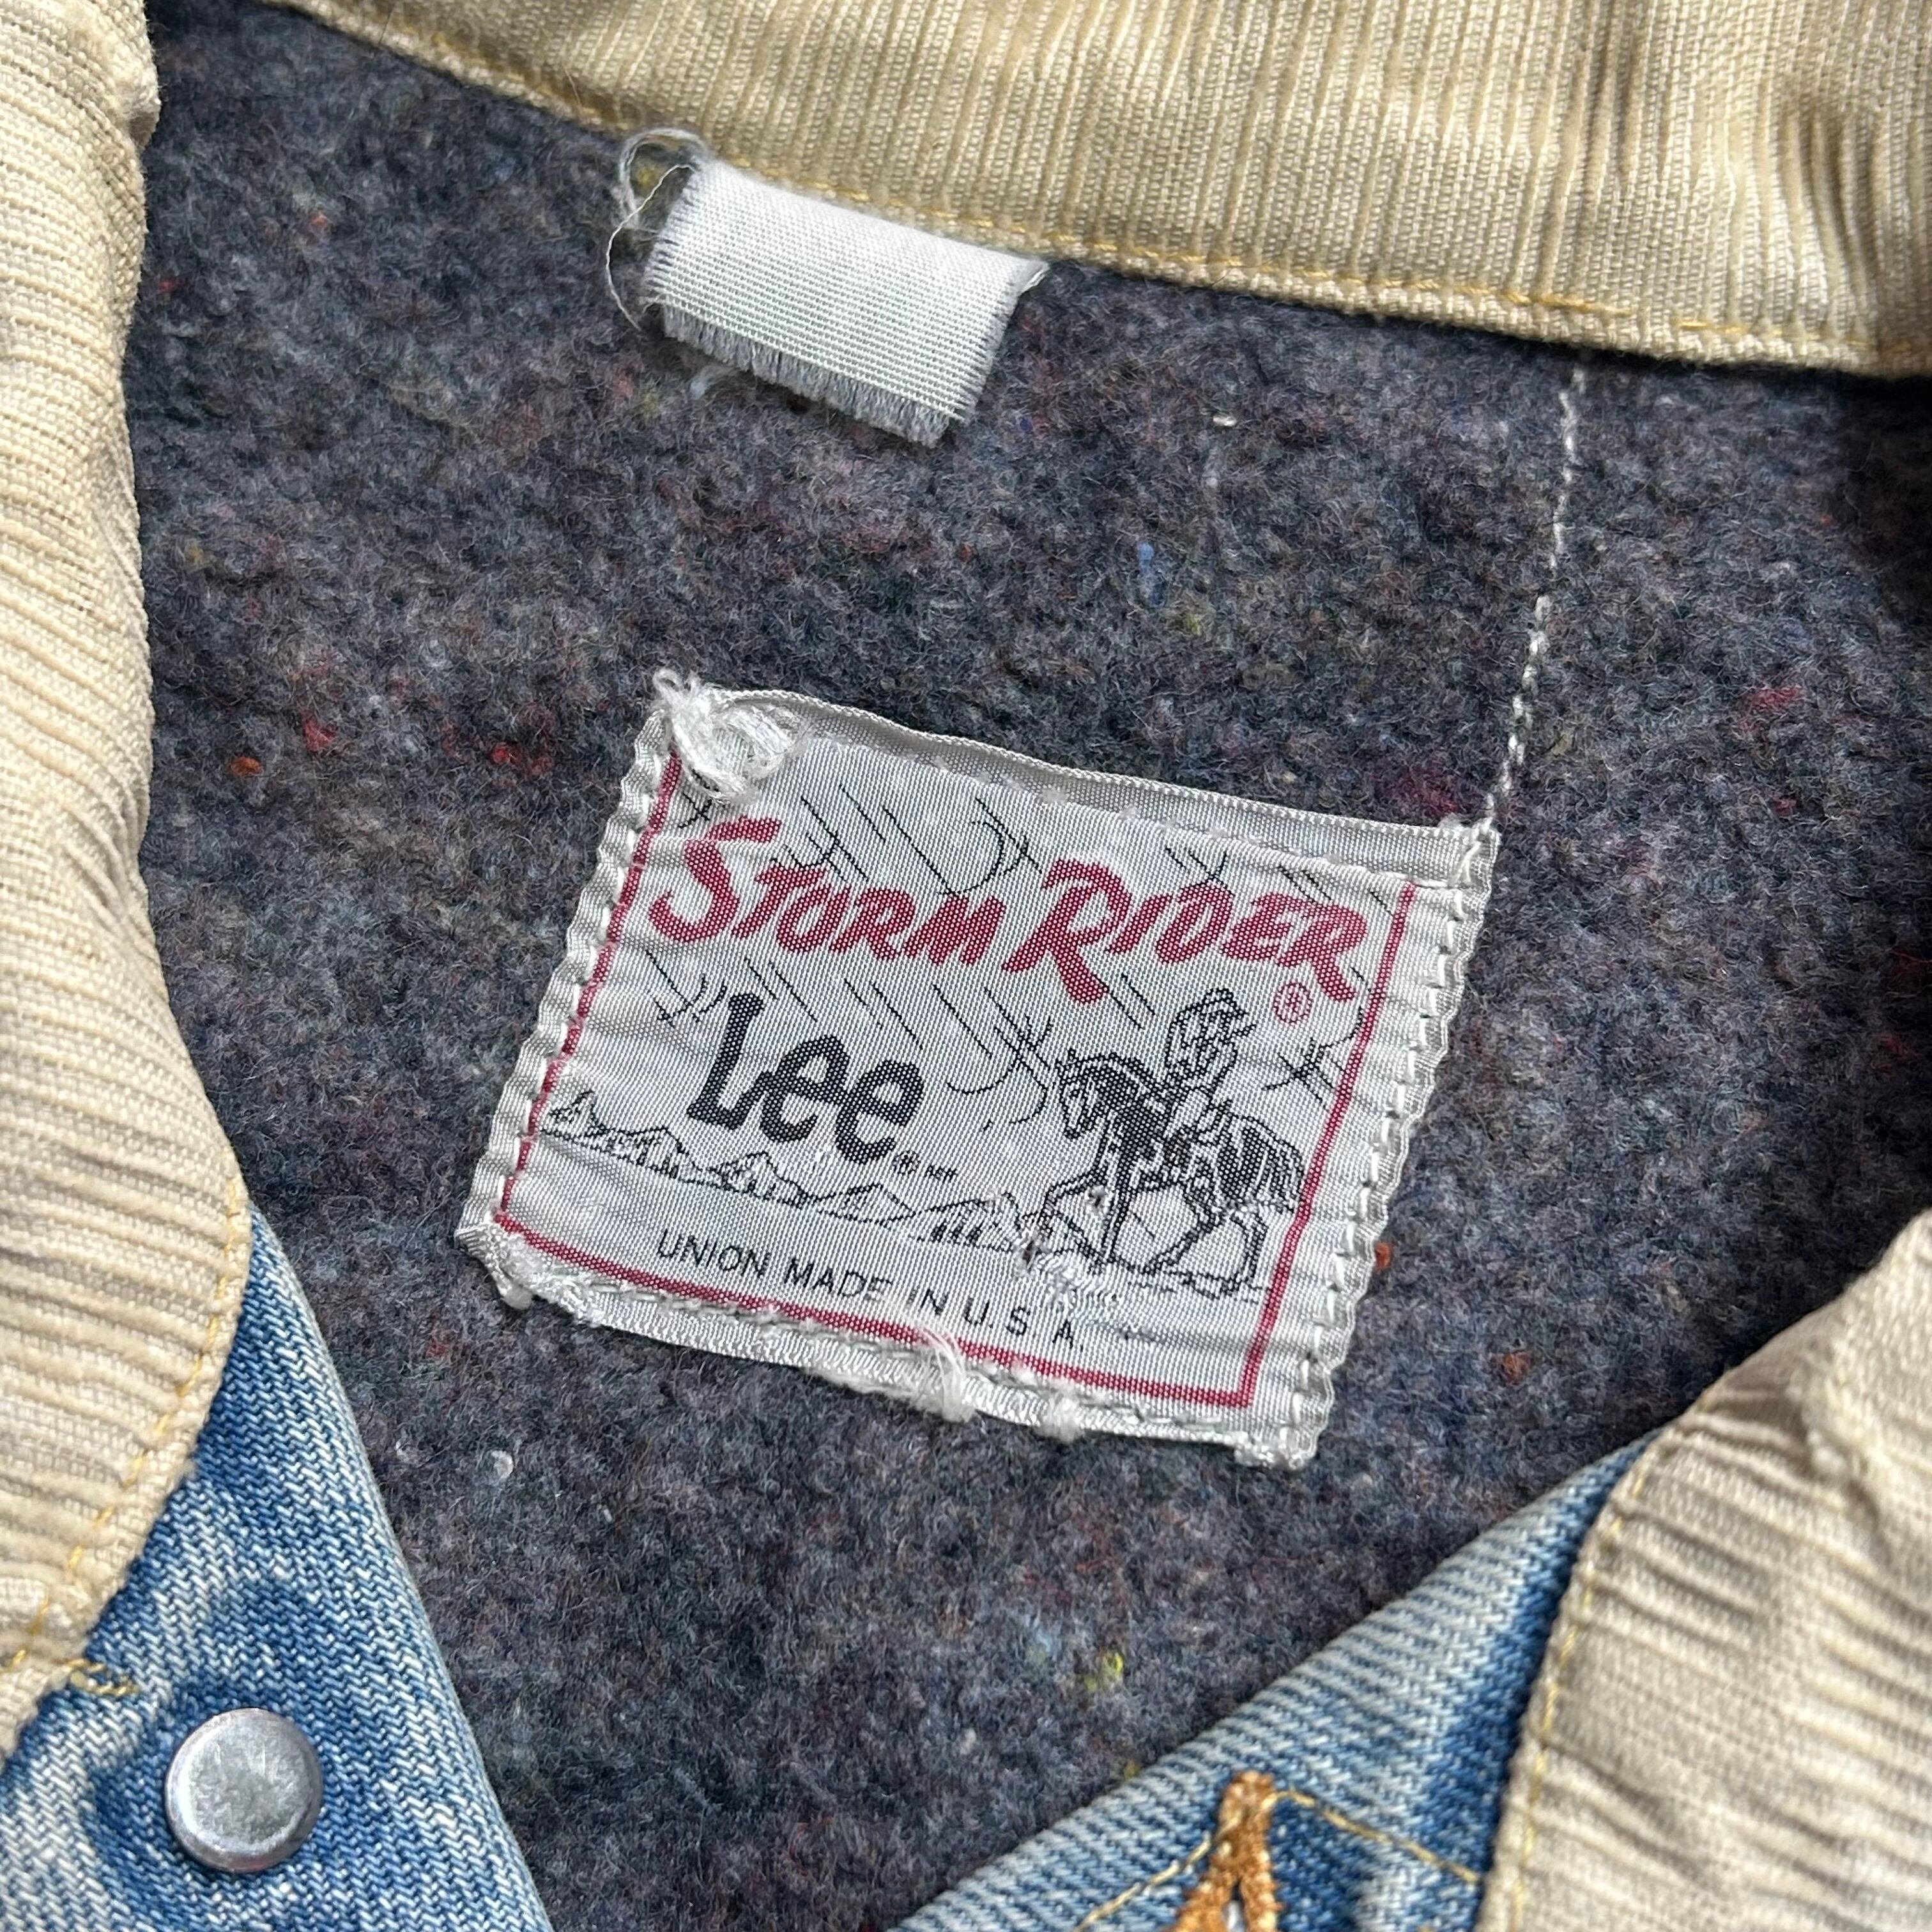 STORM RIDER ®
Lee
UNION MADE IN U.S.A.